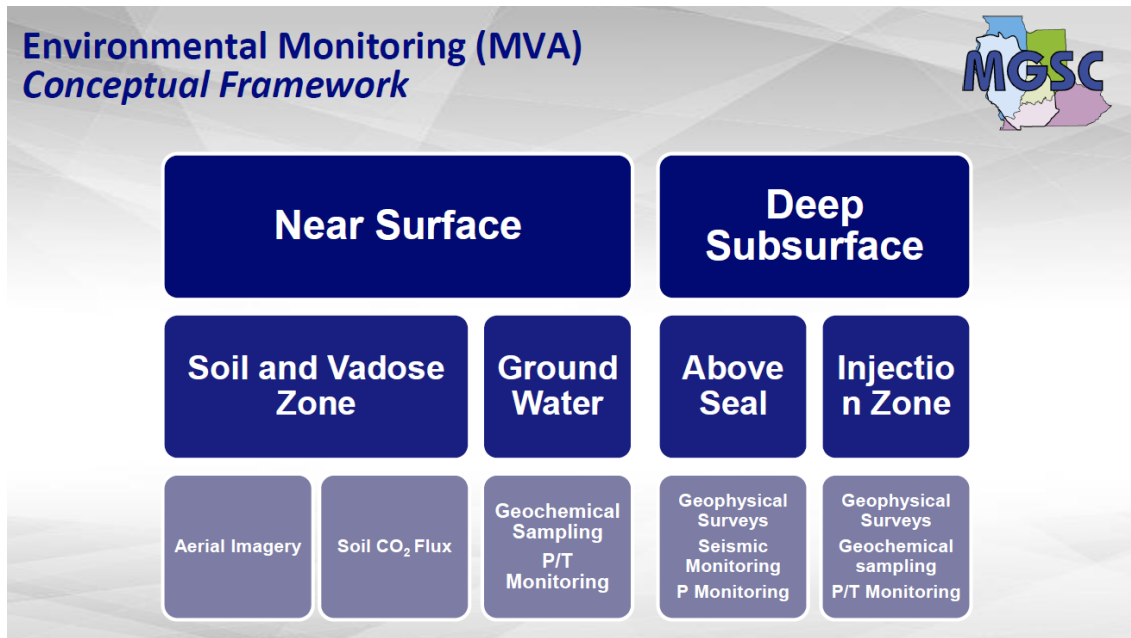 Environmental Monitoring (MVA)
Conceptual Framework
MGSC
Near Surface
Deep
Subsurface
Soil and Vadose
Zone
Ground
Water
Above
Seal
Injectio
n Zone
Aerial Imagery
Soil CO₂ Flux
Geochemical
Sampling
P/T
Monitoring
Geophysical
Surveys
Seismic
Monitoring
P Monitoring
Geophysical
Surveys
Geochemical
sampling
P/T Monitoring